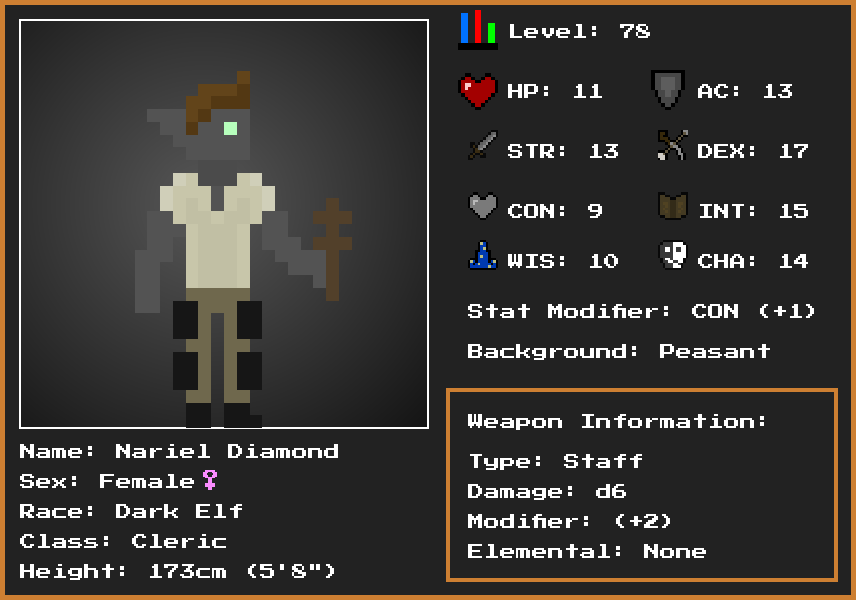 Level: 78
HP: 11 AC: 13
STR: 13 DEX: 17
CON: 9 INT: 15
WIS: 10 CHA: 14
Stat Modifier: CON (+1)
Background: Peasant
Weapon Information:
Type: Staff
Damage: d6
Modifier: (+2)
Elemental: None
Name: Nariel Diamond
Sex: Female♀
Race: Dark Elf
Class: Cleric
Height: 173cm (5'8")